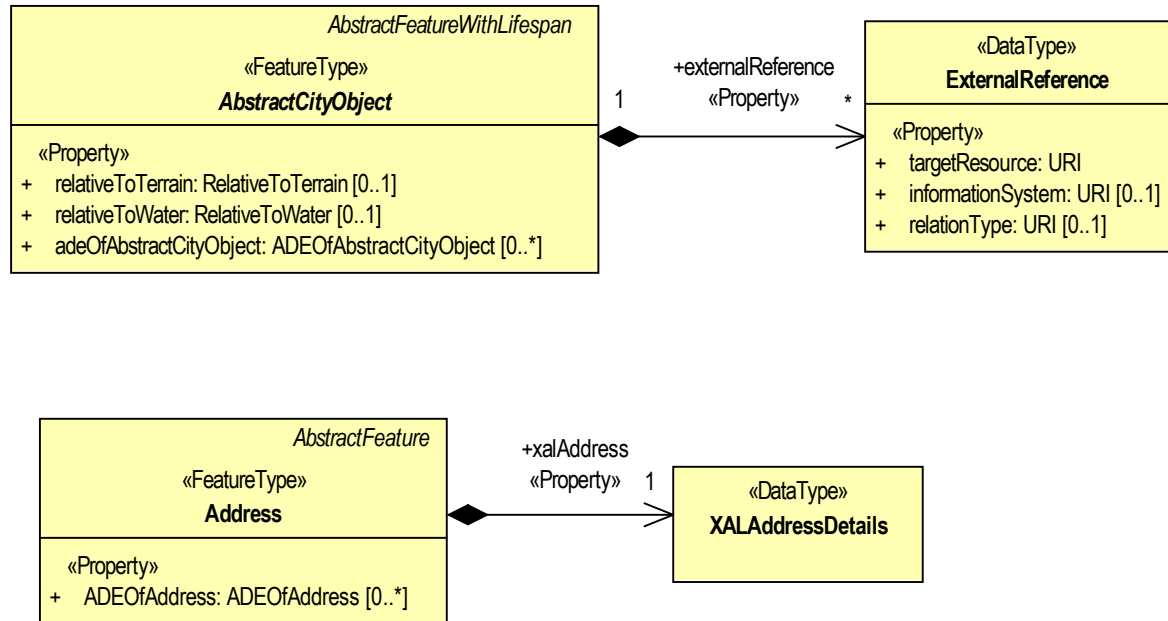 AbstractFeatureWithLifespan
«FeatureType»
AbstractCityObject
«Property»
+ relativeToTerrain: RelativeToTerrain [0..1]
+ relativeToWater: RelativeToWater [0..1]
+ adeOfAbstractCityObject: ADEOfAbstractCityObject [0..*]
+externalReference
1 «Property» *
«DataType»
ExternalReference
«Property»
+ targetResource: URI
+ informationSystem: URI [0..1]
+ relationType: URI [0..1]
AbstractFeature
«FeatureType»
Address
«Property»
+ ADEOfAddress: ADEOfAddress [0..*]
+xalAddress
«Property» 1
«DataType»
XALAddressDetails